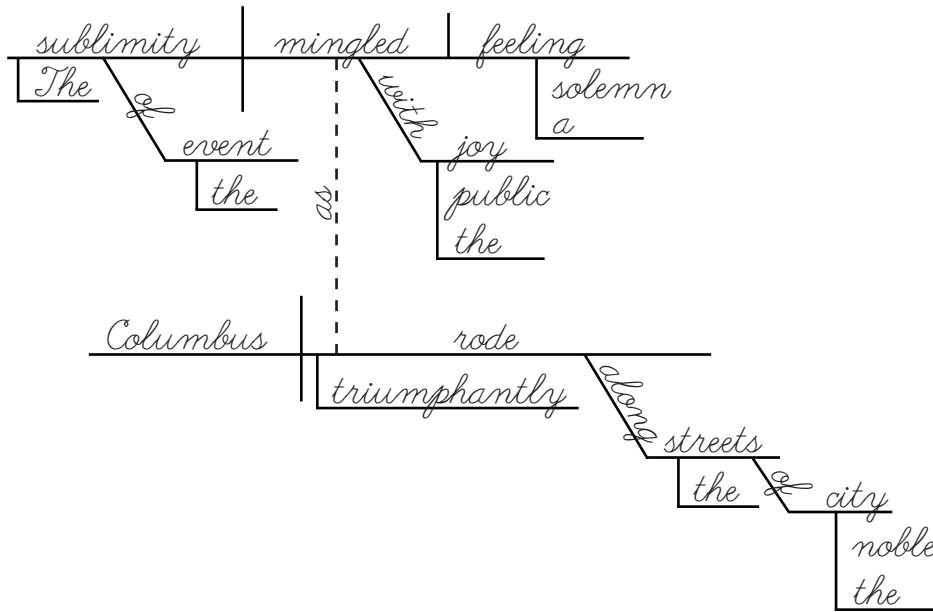 sublimity mingled feeling
The of with solemn
a
event joy
the public
as the
Columbus rode
triumphantly along
streets
the of city
noble
the